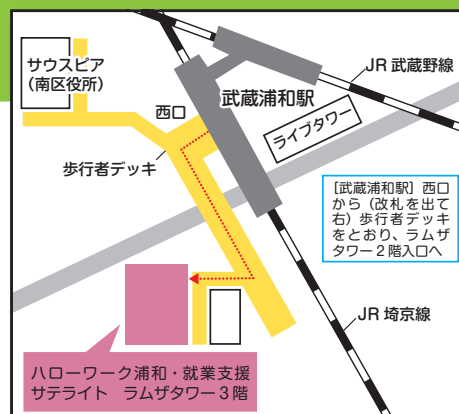 サウスピア
(南区役所)
JR 武蔵野線
武蔵浦和駅
西口
ライブタワー
歩行者デッキ
［武蔵浦和駅］西口
から（改札を出て
右）歩行者デッキ
をとおり、ラムザ
タワー２階入口へ
JR 埼京線
ハローワーク浦和・就業支援
サテライト　ラムザタワー３階